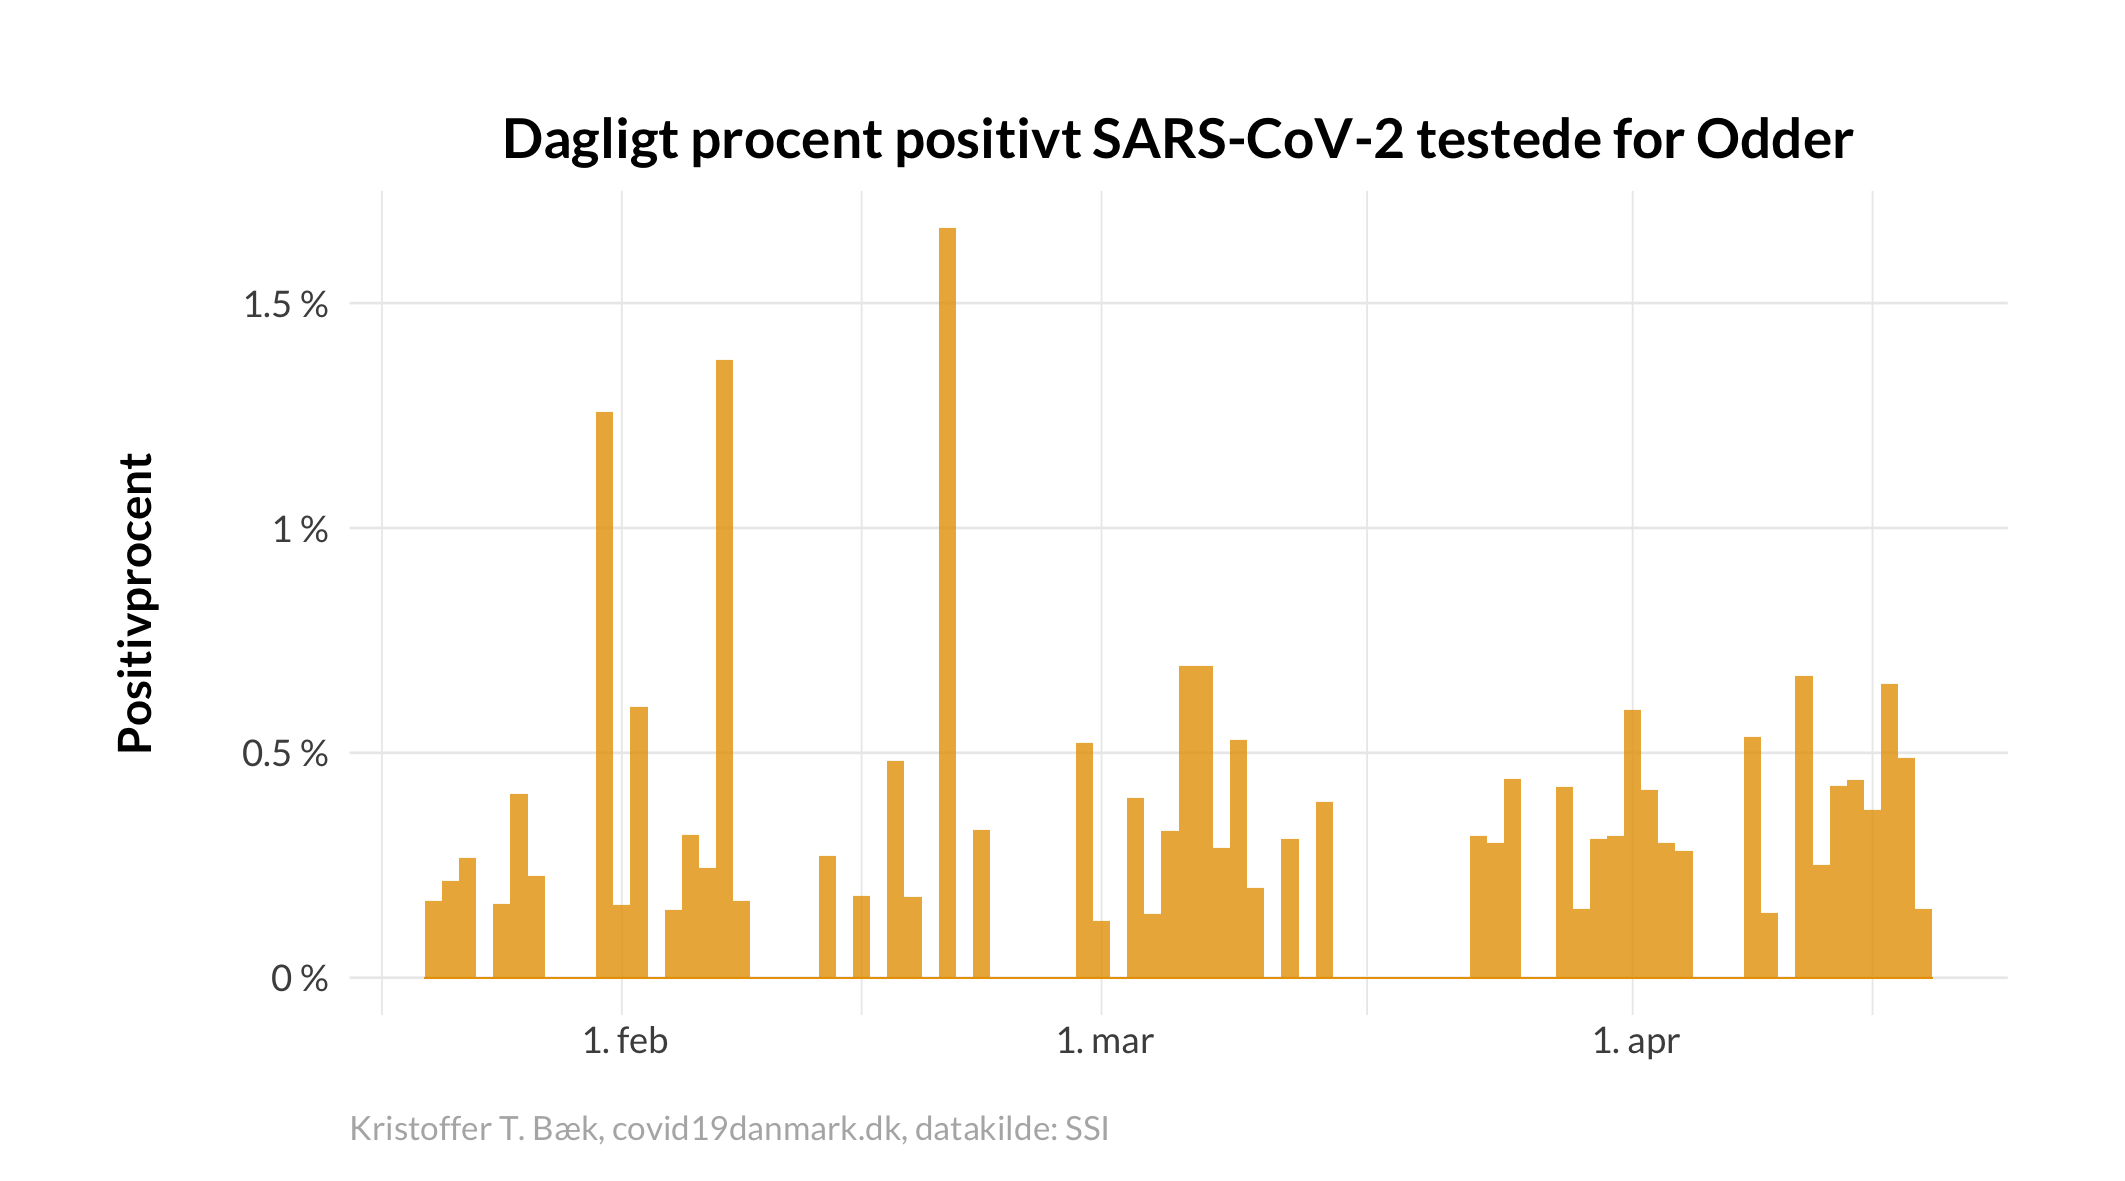 Dagligt procent positivt SARS-CoV-2 testede for Odder
Positivprocent
1.5 %
1 %
0.5 %
0 %
1. feb
1. mar
1. apr
Kristoffer T. Bæk, covid19danmark.dk, datakilde: SSI